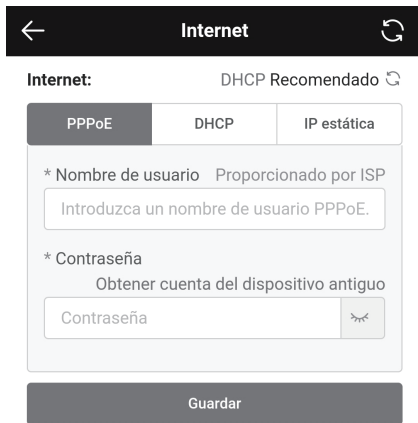 Internet
Internet: DHCP Recomendado
PPPoE DHCP IP estática
* Nombre de usuario Proporcionado por ISP
Introduzca un nombre de usuario PPPoE.
* Contraseña
Obtener cuenta del dispositivo antiguo
Contraseña
Guardar